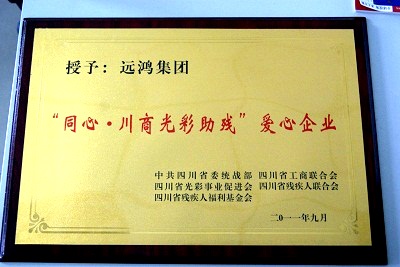 授予：远鸿集团
“同心·川商光彩助残”爱心企业
中共四川省委统战部 四川省工商联合会
四川省光彩事业促进会 四川省残疾人联合会
四川省残疾人福利基金会
二〇一一年九月